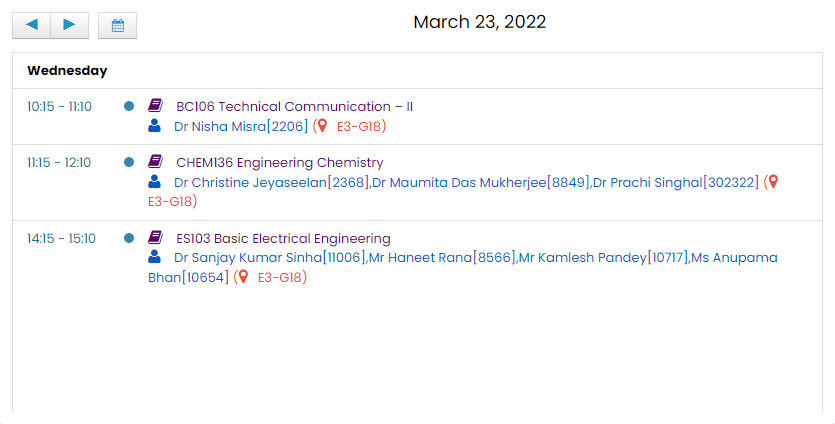 March 23, 2022
Wednesday
10:15 - 11:10 BC106 Technical Communication – II
Dr Nisha Misra[2206] ( E3-G18)
11:15 - 12:10 CHEM136 Engineering Chemistry
Dr Christine Jeyaseelan[2368],Dr Maumita Das Mukherjee[8849],Dr Prachi Singhal[302322] (
E3-G18)
14:15 - 15:10 ES103 Basic Electrical Engineering
Dr Sanjay Kumar Sinha[11006],Mr Haneet Rana[8566],Mr Kamlesh Pandey[10717],Ms Anupama
Bhan[10654] ( E3-G18)